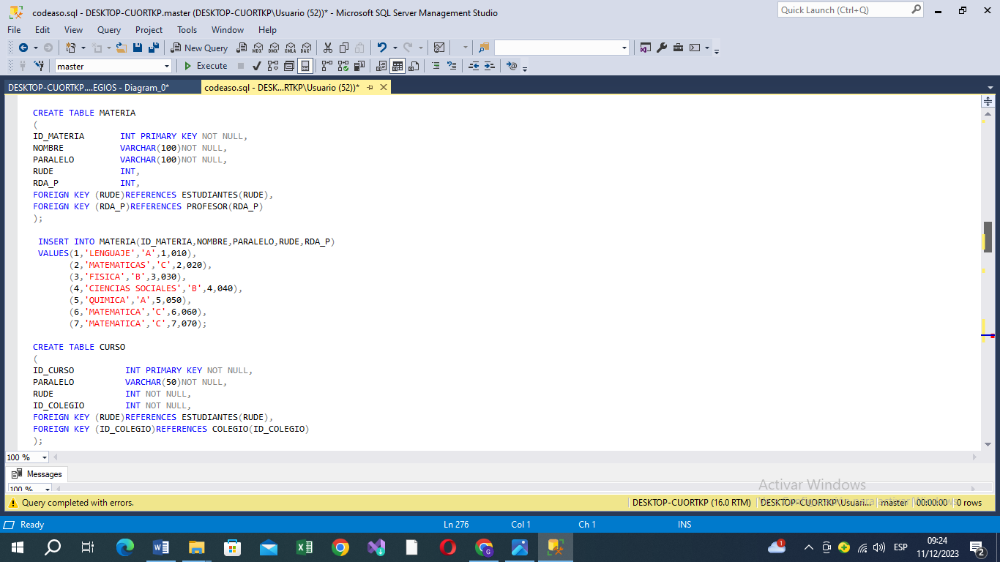 codeaso.sql - DESKTOP-CUORTKP.master (DESKTOP-CUORTKP\Usuario (52))* - Microsoft SQL Server Management Studio
Quick Launch (Ctrl+Q)
File Edit View Query Project Tools Window Help
New Query
MDX DMX XMLA DAX
master
Execute
DESKTOP-CUORTKP....EGIOS - Diagram_0*
codeaso.sql - DESK...RTKP\Usuario (52))*
CREATE TABLE MATERIA
(
ID_MATERIA INT PRIMARY KEY NOT NULL,
NOMBRE VARCHAR(100)NOT NULL,
PARALELO VARCHAR(100)NOT NULL,
RUDE INT,
RDA_P INT,
FOREIGN KEY (RUDE)REFERENCES ESTUDIANTES(RUDE),
FOREIGN KEY (RDA_P)REFERENCES PROFESOR(RDA_P)
);
INSERT INTO MATERIA(ID_MATERIA,NOMBRE,PARALELO,RUDE,RDA_P)
VALUES(1,'LENGUAJE','A',1,010),
(2,'MATEMATICAS','C',2,020),
(3,'FISICA','B',3,030),
(4,'CIENCIAS SOCIALES','B',4,040),
(5,'QUIMICA','A',5,050),
(6,'MATEMATICA','C',6,060),
(7,'MATEMATICA','C',7,070);
CREATE TABLE CURSO
(
ID_CURSO INT PRIMARY KEY NOT NULL,
PARALELO VARCHAR(50)NOT NULL,
RUDE INT NOT NULL,
ID_COLEGIO INT NOT NULL,
FOREIGN KEY (RUDE)REFERENCES ESTUDIANTES(RUDE),
FOREIGN KEY (ID_COLEGIO)REFERENCES COLEGIO(ID_COLEGIO)
);
100 %
Messages
100 %
Activar Windows
Query completed with errors.
DESKTOP-CUORTKP (16.0 RTM) DESKTOP-CUORTKP\Usuari... master 00:00:00 0 rows
Ready
Ln 276 Col 1 Ch 1 INS
1
ESP
09:24
11/12/2023
2